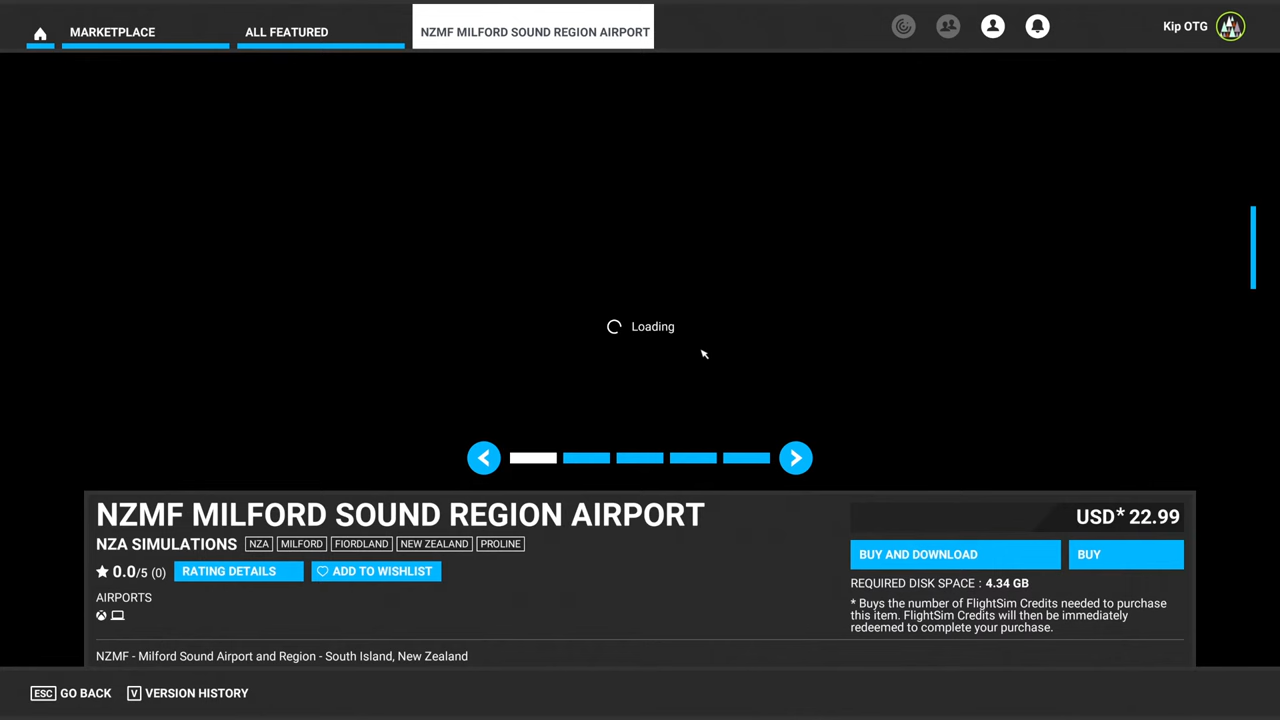 MARKETPLACE
ALL FEATURED
NZMF MILFORD SOUND REGION AIRPORT
Kip OTG
Loading
NZMF MILFORD SOUND REGION AIRPORT
NZA SIMULATIONS NZA MILFORD FIORDLAND NEW ZEALAND PROLINE
0.0/5 (0) RATING DETAILS ADD TO WISHLIST
AIRPORTS
NZMF - Milford Sound Airport and Region - South Island, New Zealand
USD* 22.99
BUY AND DOWNLOAD BUY
REQUIRED DISK SPACE : 4.34 GB
* Buys the number of FlightSim Credits needed to purchase
this item. FlightSim Credits will then be immediately
redeemed to complete your purchase.
ESC GO BACK V VERSION HISTORY